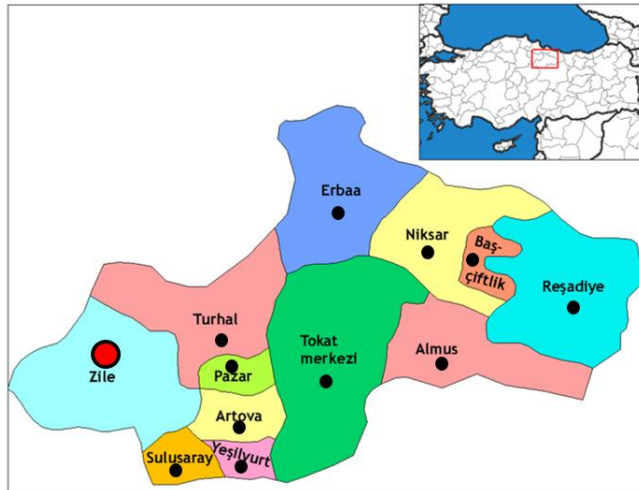 Erbaa
Niksar
Baş-
çiftlik
Reşadiye
Turhal
Tokat
merkezi
Almus
Pazar
Zile
Artova
Yeşilyurt
Sulusaray